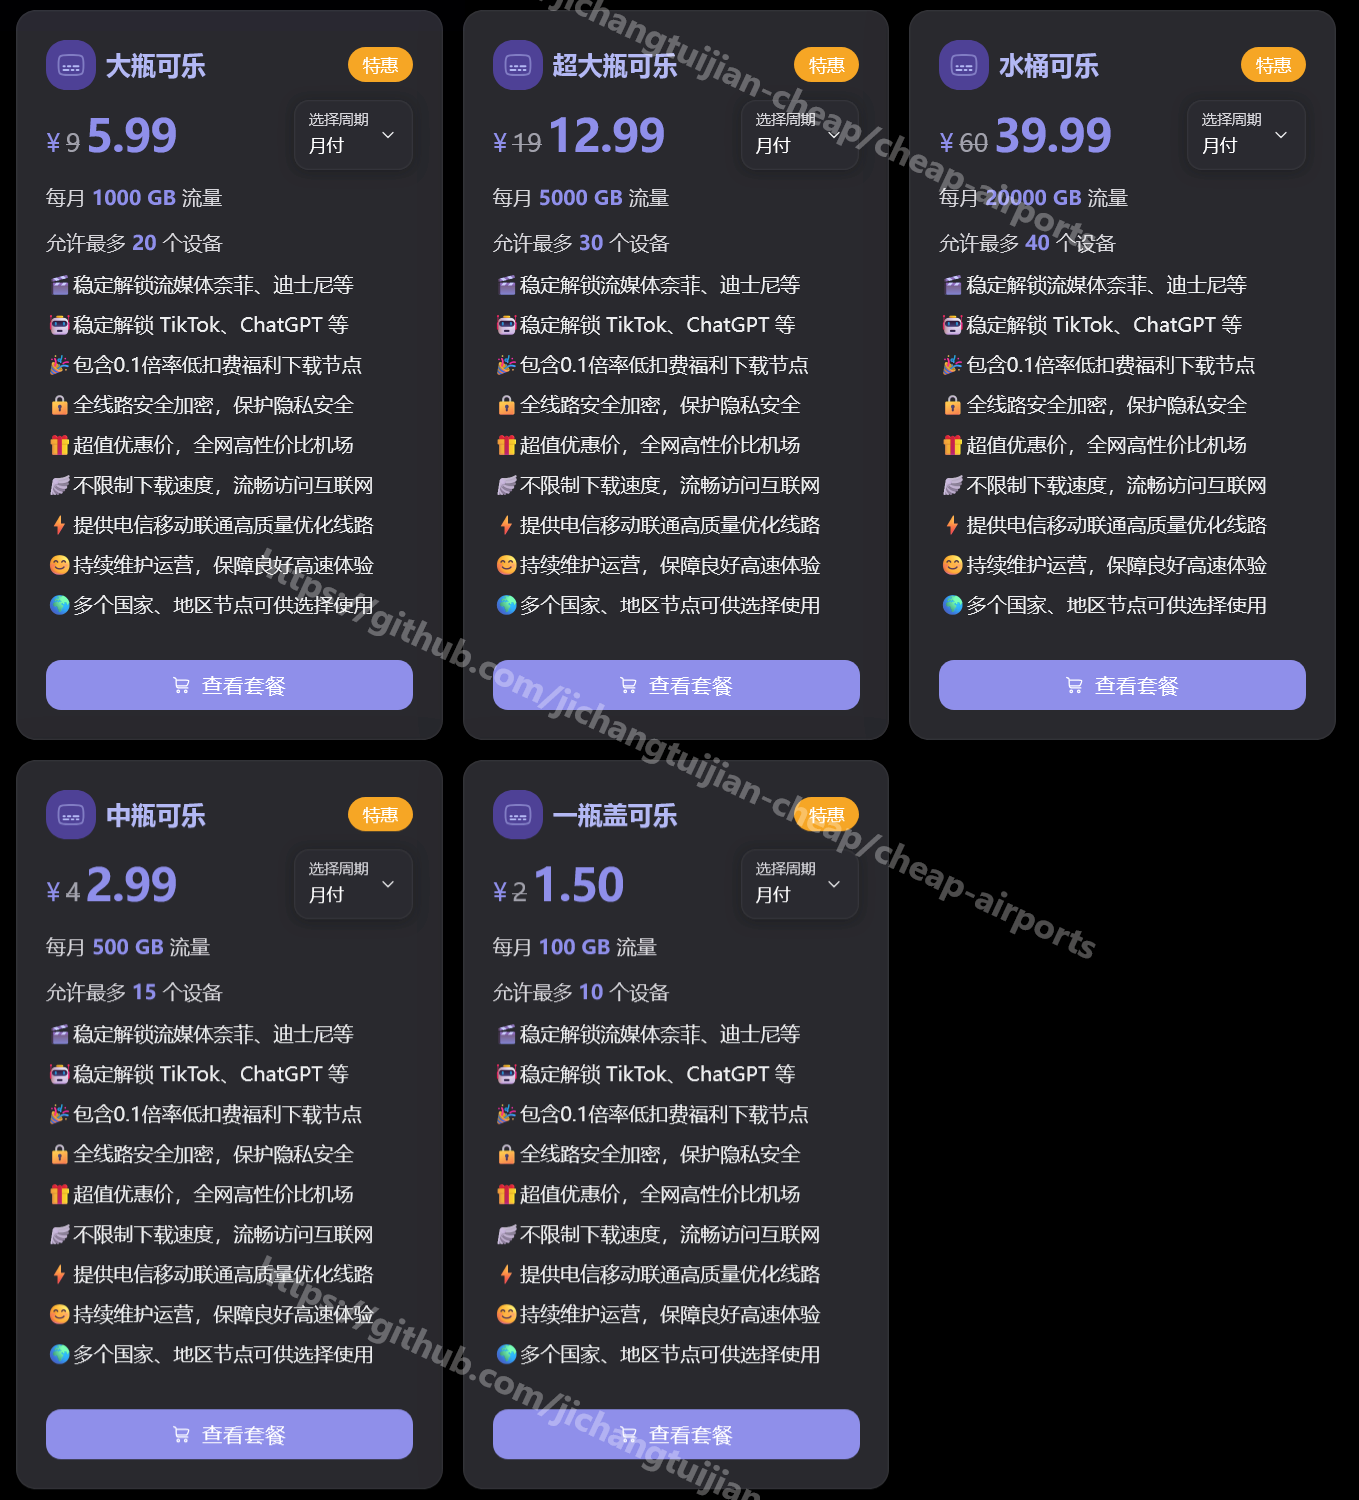 大瓶可乐
特惠
¥ 9 5.99
选择周期
月付
每月 1000 GB 流量
允许最多 20 个设备
🎬稳定解锁流媒体奈菲、迪士尼等
🤖稳定解锁 TikTok、ChatGPT 等
🎉包含0.1倍率低扣费福利下载节点
🔒全线路安全加密，保护隐私安全
🎁超值优惠价，全网高性价比机场
🪽不限制下载速度，流畅访问互联网
⚡提供电信移动联通高质量优化线路
😊持续维护运营，保障良好高速体验
🌎多个国家、地区节点可供选择使用
查看套餐
超大瓶可乐
特惠
¥ 19 12.99
选择周期
月付
每月 5000 GB 流量
允许最多 30 个设备
🎬稳定解锁流媒体奈菲、迪士尼等
🤖稳定解锁 TikTok、ChatGPT 等
🎉包含0.1倍率低扣费福利下载节点
🔒全线路安全加密，保护隐私安全
🎁超值优惠价，全网高性价比机场
🪽不限制下载速度，流畅访问互联网
⚡提供电信移动联通高质量优化线路
😊持续维护运营，保障良好高速体验
🌎多个国家、地区节点可供选择使用
查看套餐
水桶可乐
特惠
¥ 60 39.99
选择周期
月付
每月 20000 GB 流量
允许最多 40 个设备
🎬稳定解锁流媒体奈菲、迪士尼等
🤖稳定解锁 TikTok、ChatGPT 等
🎉包含0.1倍率低扣费福利下载节点
🔒全线路安全加密，保护隐私安全
🎁超值优惠价，全网高性价比机场
🪽不限制下载速度，流畅访问互联网
⚡提供电信移动联通高质量优化线路
😊持续维护运营，保障良好高速体验
🌎多个国家、地区节点可供选择使用
查看套餐
中瓶可乐
特惠
¥ 4 2.99
选择周期
月付
每月 500 GB 流量
允许最多 15 个设备
🎬稳定解锁流媒体奈菲、迪士尼等
🤖稳定解锁 TikTok、ChatGPT 等
🎉包含0.1倍率低扣费福利下载节点
🔒全线路安全加密，保护隐私安全
🎁超值优惠价，全网高性价比机场
🪽不限制下载速度，流畅访问互联网
⚡提供电信移动联通高质量优化线路
😊持续维护运营，保障良好高速体验
🌎多个国家、地区节点可供选择使用
查看套餐
一瓶盖可乐
特惠
¥ 2 1.50
选择周期
月付
每月 100 GB 流量
允许最多 10 个设备
🎬稳定解锁流媒体奈菲、迪士尼等
🤖稳定解锁 TikTok、ChatGPT 等
🎉包含0.1倍率低扣费福利下载节点
🔒全线路安全加密，保护隐私安全
🎁超值优惠价，全网高性价比机场
🪽不限制下载速度，流畅访问互联网
⚡提供电信移动联通高质量优化线路
😊持续维护运营，保障良好高速体验
🌎多个国家、地区节点可供选择使用
查看套餐
/jichangtuijian-cheap/cheap-airports
https://github.com/jichangtuijian-cheap/cheap-airports
https://github.com/jichangtuijian